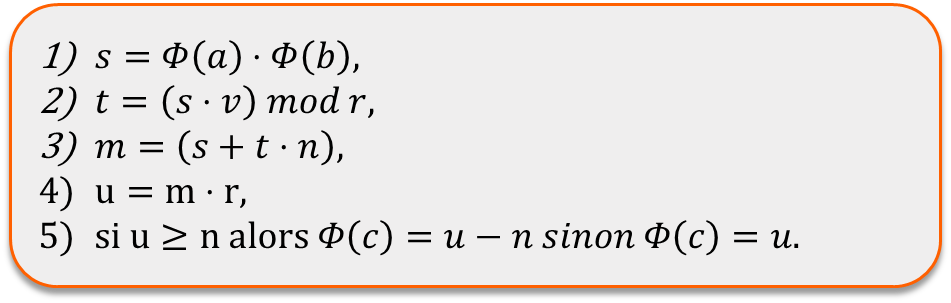 1) s = Φ(a) · Φ(b),
2) t = (s · v) mod r,
3) m = (s + t · n),
4) u = m · r,
5) si u ≥ n alors Φ(c) = u − n sinon Φ(c) = u.